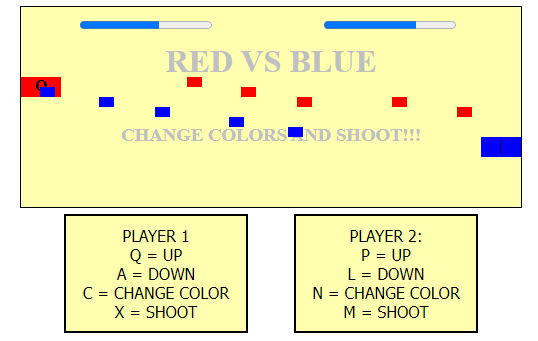 RED VS BLUE
Q
CHANGE COLORS AND SHOOT!!!
PLAYER 1
Q = UP
A = DOWN
C = CHANGE COLOR
X = SHOOT
PLAYER 2:
P = UP
L = DOWN
N = CHANGE COLOR
M = SHOOT